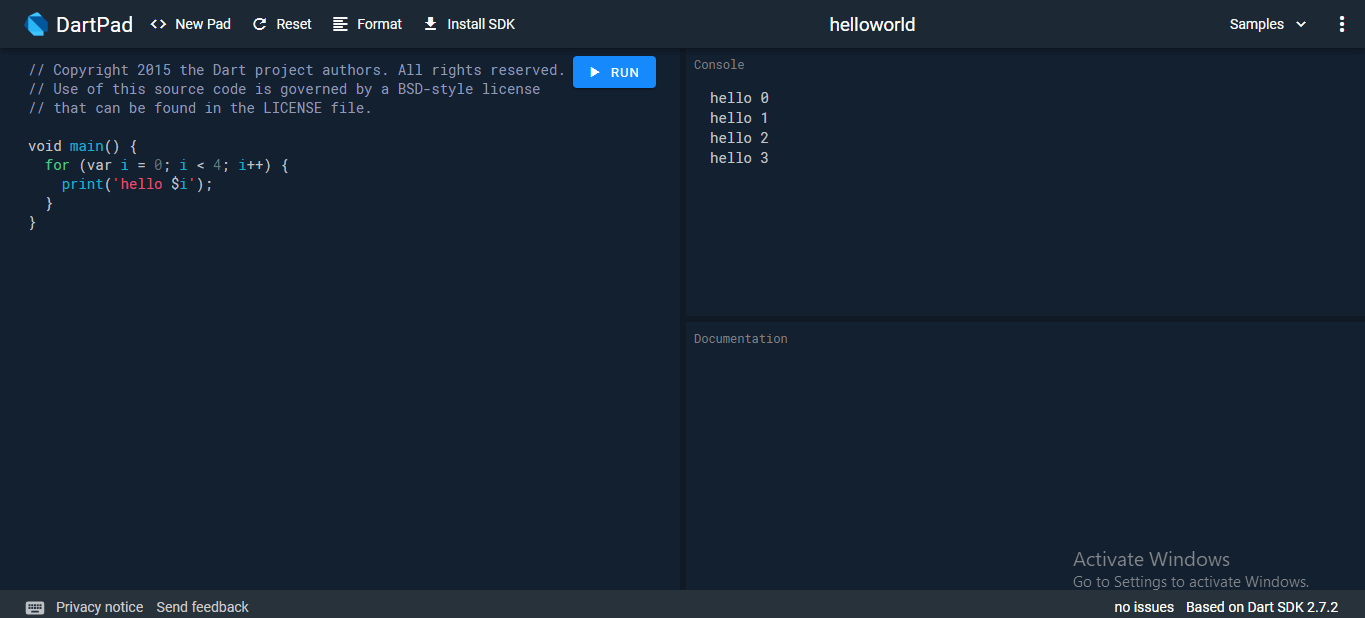 DartPad <> New Pad Reset Format Install SDK helloworld Samples
// Copyright 2015 the Dart project authors. All rights reserved.
// Use of this source code is governed by a BSD-style license
// that can be found in the LICENSE file.
void main() {
  for (var i = 0; i < 4; i++) {
    print('hello $i');
  }
}
RUN
Console
hello 0
hello 1
hello 2
hello 3
Documentation
Activate Windows
Go to Settings to activate Windows.
Privacy notice Send feedback no issues Based on Dart SDK 2.7.2